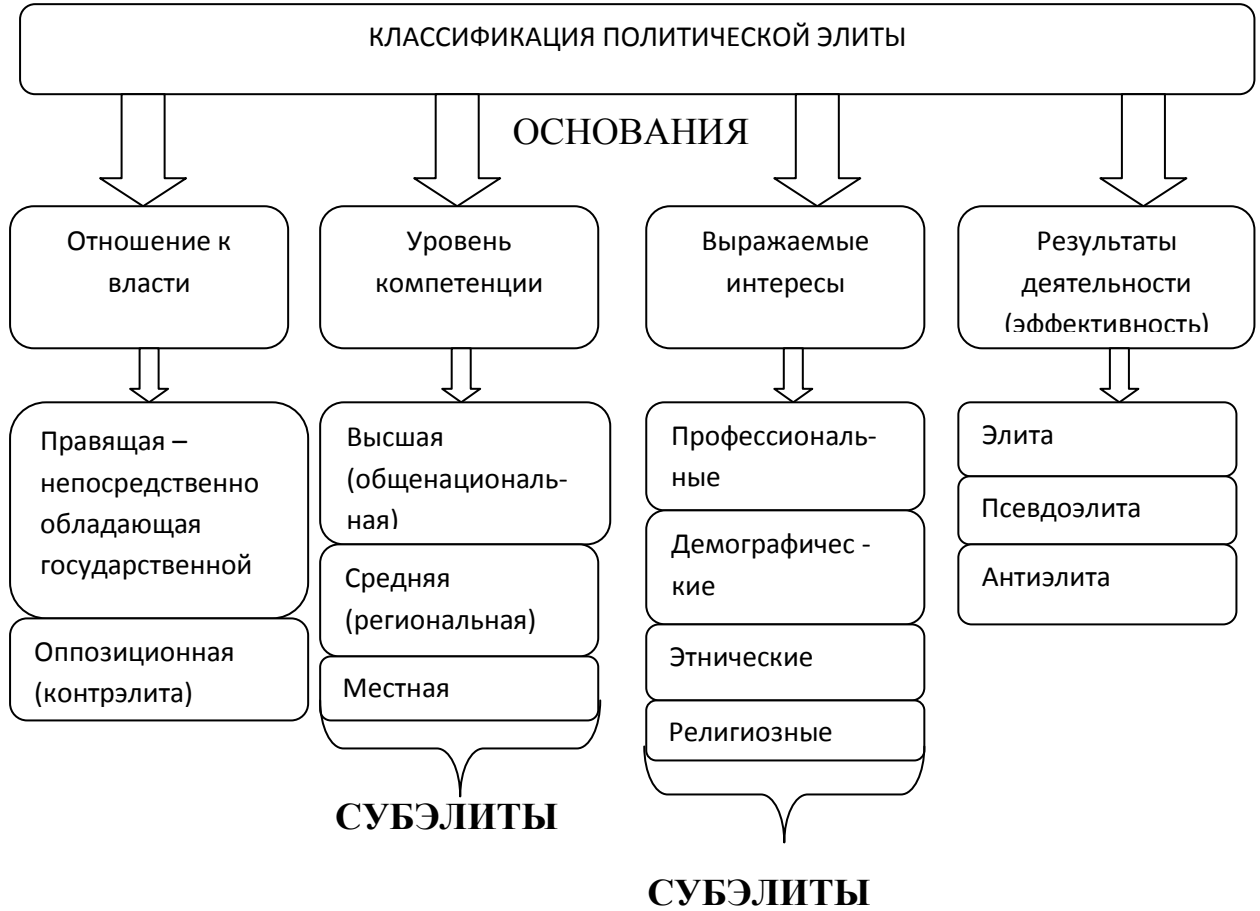 КЛАССИФИКАЦИЯ ПОЛИТИЧЕСКОЙ ЭЛИТЫ
ОСНОВАНИЯ
Отношение к
власти
Уровень
компетенции
Выражаемые
интересы
Результаты
деятельности
(эффективность)
Правящая –
непосредственно
обладающая
государственной
Оппозиционная
(контрэлита)
Высшая
(общенациональ-
ная)
Средняя
(региональная)
Местная
СУБЭЛИТЫ
Профессиональ-
ные
Демографичес -
кие
Этнические
Религиозные
СУБЭЛИТЫ
Элита
Псевдоэлита
Антиэлита